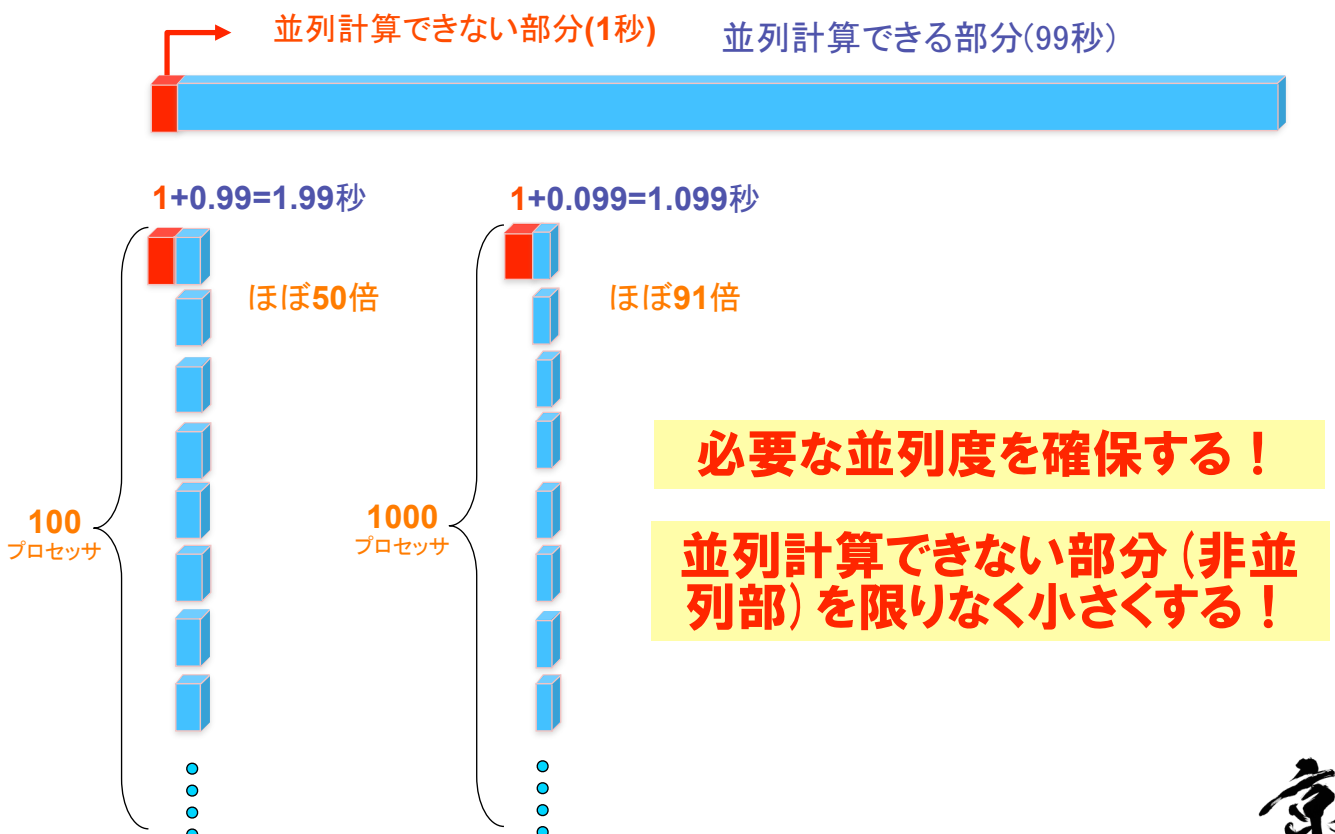 並列計算できない部分(1秒)
並列計算できる部分(99秒)
1+0.99=1.99秒
1+0.099=1.099秒
ほぼ50倍
ほぼ91倍
100
プロセッサ
1000
プロセッサ
必要な並列度を確保する！
並列計算できない部分（非並
列部）を限りなく小さくする！
京